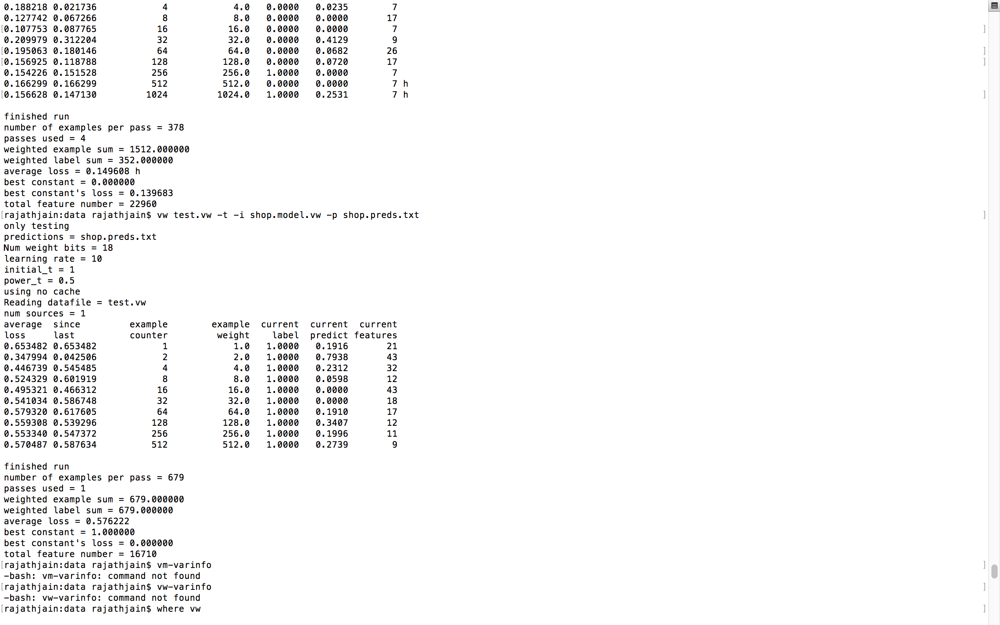 0.188218 0.021736            4            4.0   0.0000   0.0235        7
0.127742 0.067266            8            8.0   0.0000   0.0000       17
[0.107753 0.087765           16           16.0   0.0000   0.0000        7 ]
0.209979 0.312204           32           32.0   0.0000   0.4129        9
[0.195063 0.180146           64           64.0   0.0000   0.0682       26 ]
[0.156925 0.118788          128          128.0   0.0000   0.0720       17 ]
0.154226 0.151528          256          256.0   1.0000   0.0000        7
0.166299 0.166299          512          512.0   0.0000   0.0000        7 h
[0.156628 0.147130         1024         1024.0   1.0000   0.2531        7 h ]
finished run
number of examples per pass = 378
passes used = 4
weighted example sum = 1512.000000
weighted label sum = 352.000000
average loss = 0.149608 h
best constant = 0.000000
best constant's loss = 0.139683
total feature number = 22960
[rajathjain:data rajathjain$ vw test.vw -t -i shop.model.vw -p shop.preds.txt ]
only testing
predictions = shop.preds.txt
Num weight bits = 18
learning rate = 10
initial_t = 1
power_t = 0.5
using no cache
Reading datafile = test.vw
num sources = 1
average  since         example        example  current  current  current
loss     last          counter         weight    label  predict features
0.653482 0.653482            1            1.0   1.0000   0.1916       21
0.347994 0.042506            2            2.0   1.0000   0.7938       43
0.446739 0.545485            4            4.0   1.0000   0.2312       32
0.524329 0.601919            8            8.0   1.0000   0.0598       12
0.495321 0.466312           16           16.0   1.0000   0.0000       43
0.541034 0.586748           32           32.0   1.0000   0.0000       18
0.579320 0.617605           64           64.0   1.0000   0.1910       17
0.559308 0.539296          128          128.0   1.0000   0.3407       12
0.553340 0.547372          256          256.0   1.0000   0.1996       11
0.570487 0.587634          512          512.0   1.0000   0.2739        9
finished run
number of examples per pass = 679
passes used = 1
weighted example sum = 679.000000
weighted label sum = 679.000000
average loss = 0.576222
best constant = 1.000000
best constant's loss = 0.000000
total feature number = 16710
[rajathjain:data rajathjain$ vm-varinfo ]
-bash: vm-varinfo: command not found
[rajathjain:data rajathjain$ vw-varinfo ]
-bash: vw-varinfo: command not found
[rajathjain:data rajathjain$ where vw ]